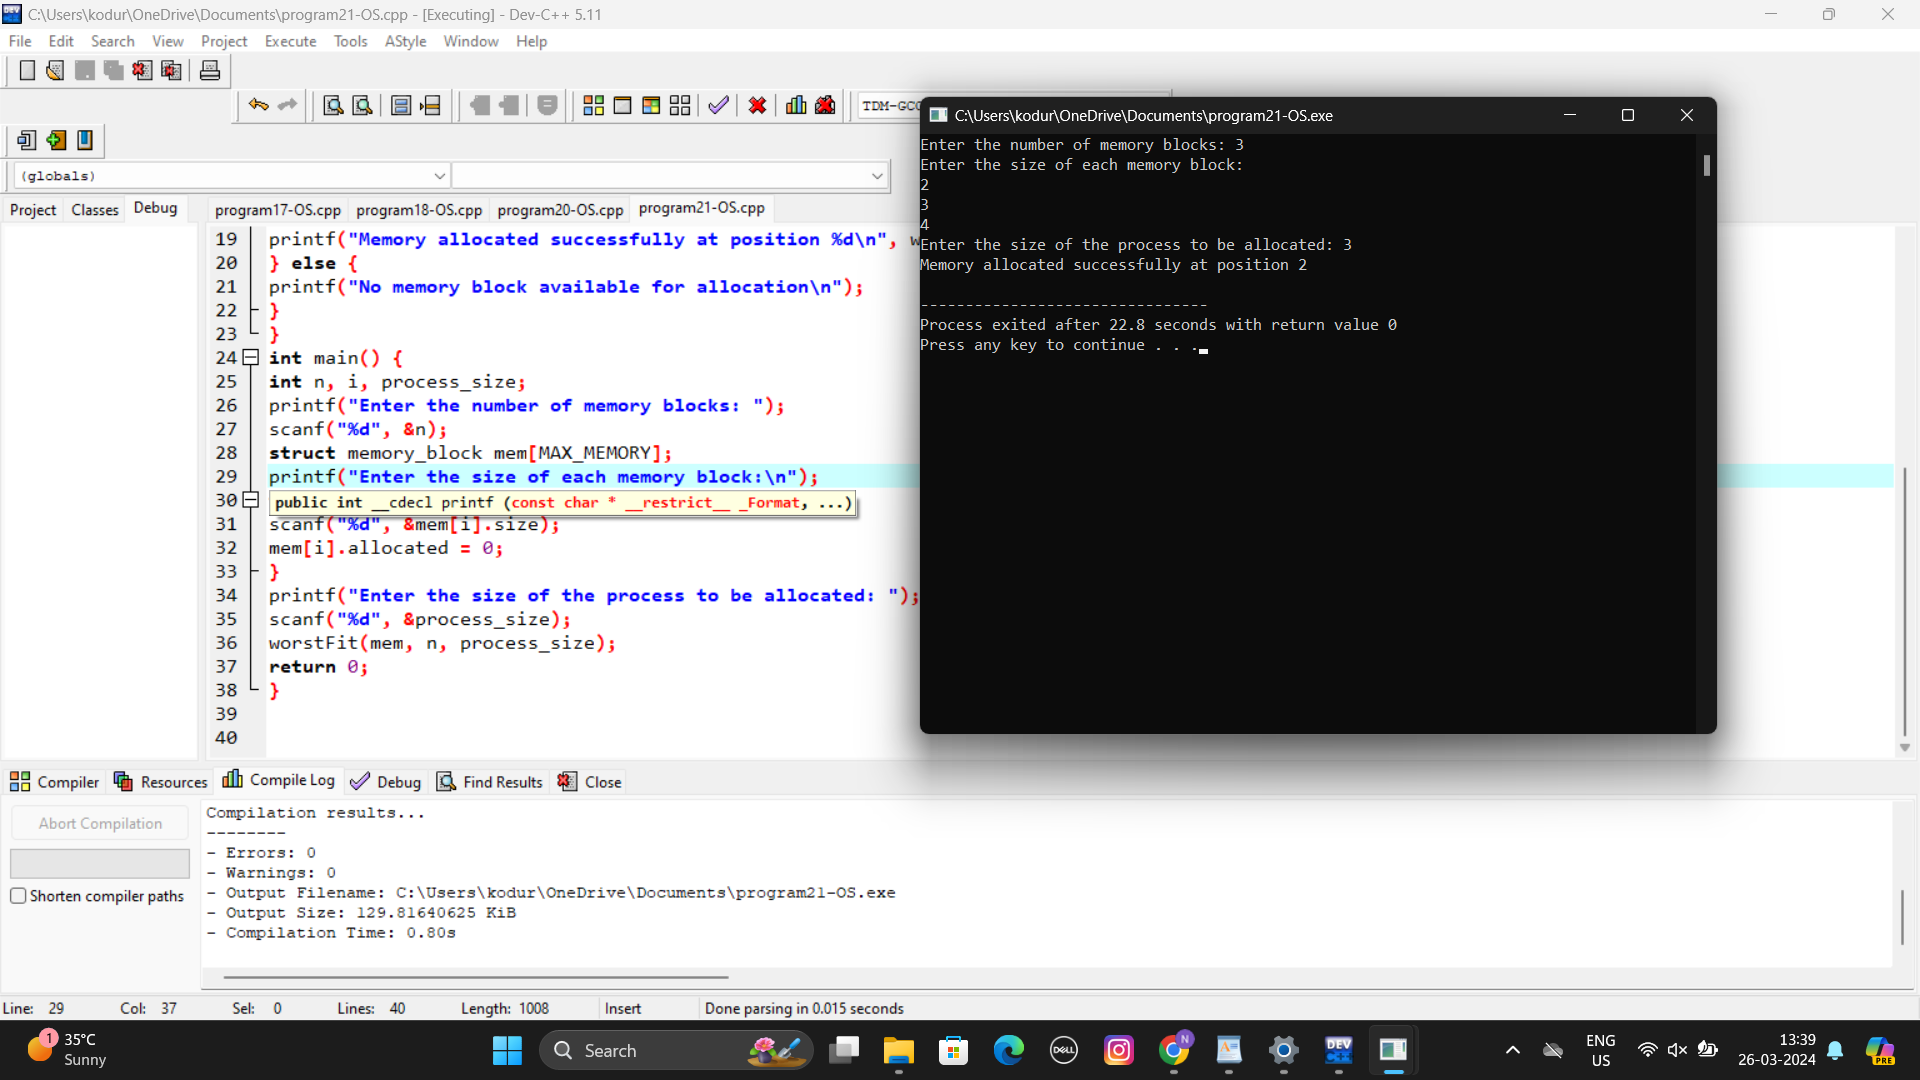 C:\Users\kodur\OneDrive\Documents\program21-OS.cpp - [Executing] - Dev-C++ 5.11
File Edit Search View Project Execute Tools AStyle Window Help
TDM-GCC
(globals)
Project Classes Debug
program17-OS.cpp program18-OS.cpp program20-OS.cpp program21-OS.cpp
19 printf("Memory allocated successfully at position %d\n", w
20 } else {
21 printf("No memory block available for allocation\n");
22 }
23 }
24 int main() {
25 int n, i, process_size;
26 printf("Enter the number of memory blocks: ");
27 scanf("%d", &n);
28 struct memory_block mem[MAX_MEMORY];
29 printf("Enter the size of each memory block:\n");
30 public int __cdecl printf (const char * __restrict__ _Format, ...)
31 scanf("%d", &mem[i].size);
32 mem[i].allocated = 0;
33 }
34 printf("Enter the size of the process to be allocated: ");
35 scanf("%d", &process_size);
36 worstFit(mem, n, process_size);
37 return 0;
38 }
39
40
C:\Users\kodur\OneDrive\Documents\program21-OS.exe
Enter the number of memory blocks: 3
Enter the size of each memory block:
2
3
4
Enter the size of the process to be allocated: 3
Memory allocated successfully at position 2
--------------------------------
Process exited after 22.8 seconds with return value 0
Press any key to continue . . .
Compiler Resources Compile Log Debug Find Results Close
Abort Compilation
Shorten compiler paths
Compilation results...
--------
- Errors: 0
- Warnings: 0
- Output Filename: C:\Users\kodur\OneDrive\Documents\program21-OS.exe
- Output Size: 129.81640625 KiB
- Compilation Time: 0.80s
Line: 29 Col: 37 Sel: 0 Lines: 40 Length: 1008 Insert Done parsing in 0.015 seconds
1
35°C
Sunny
Search
DELL
N
DEV
ENG
US
13:39
26-03-2024
PRE